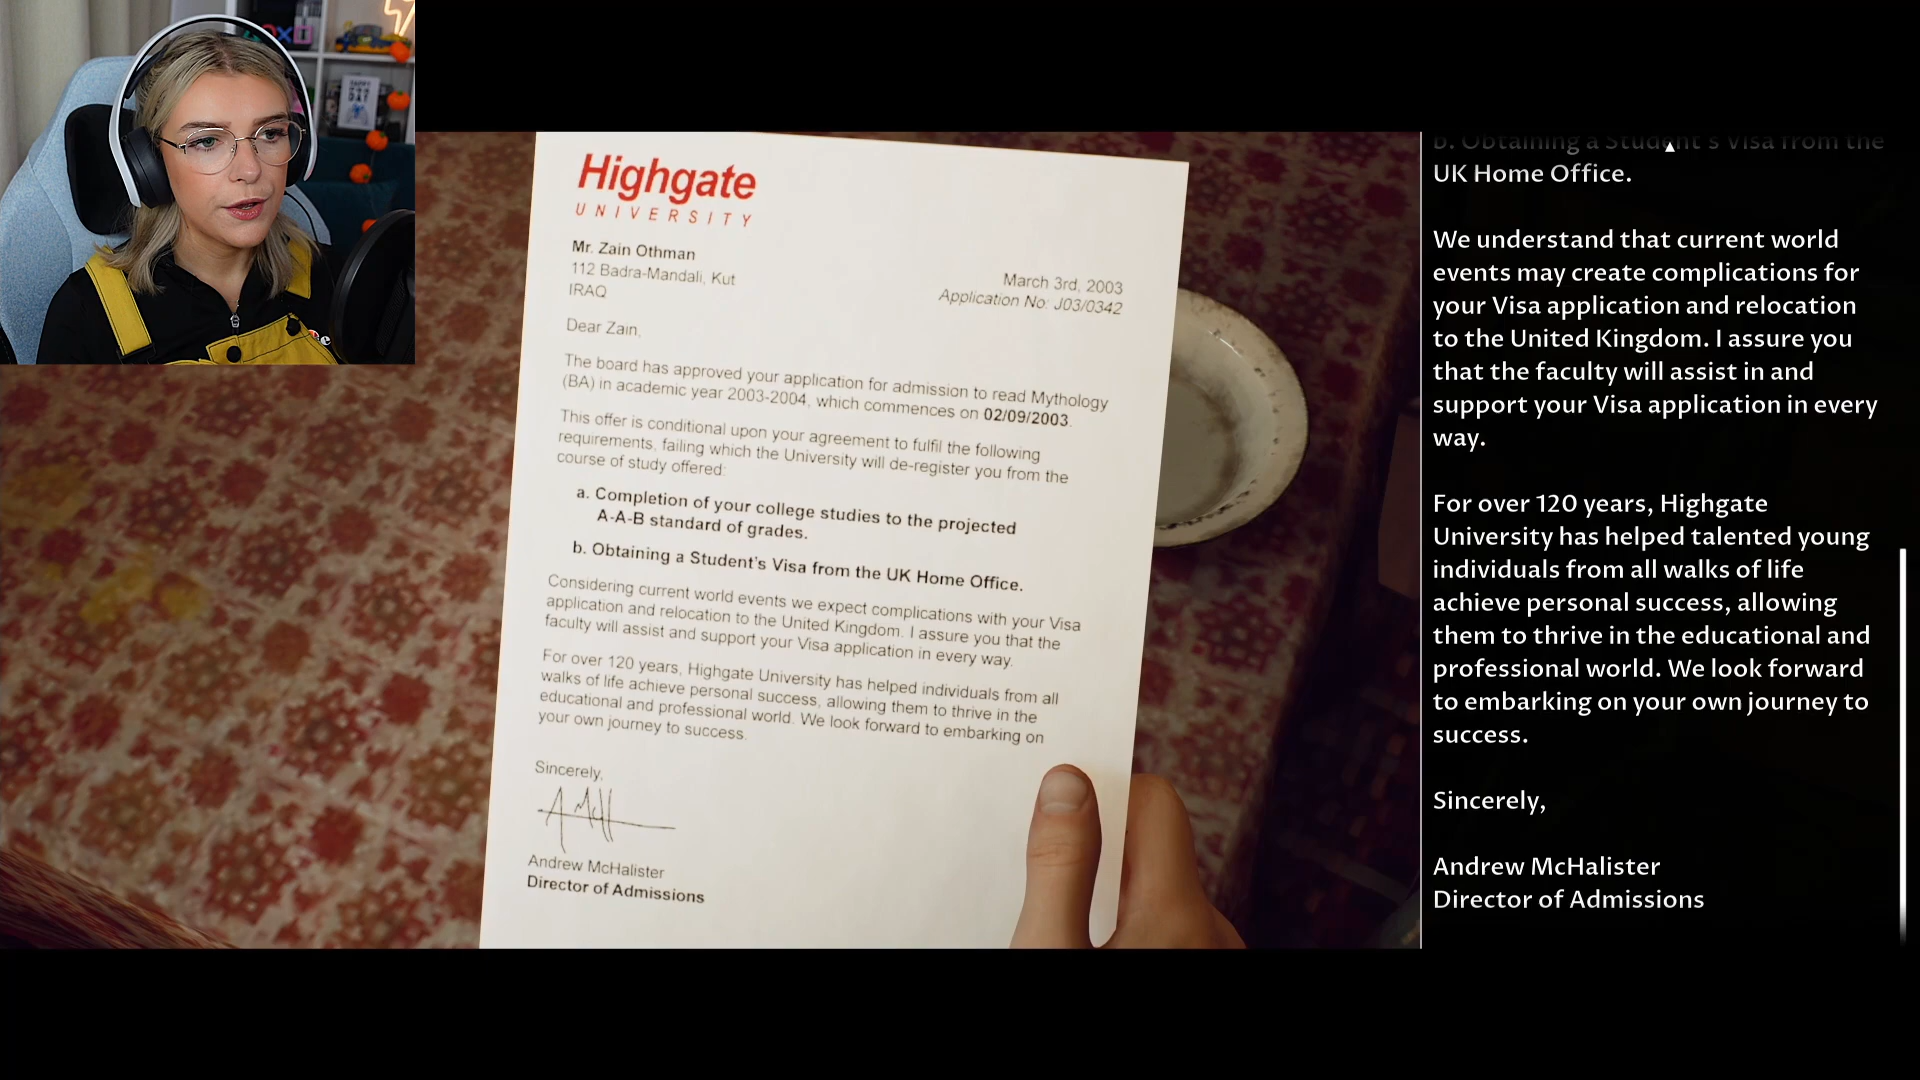 Highgate
UNIVERSITY
Mr. Zain Othman
112 Badra-Mandali, Kut
IRAQ
March 3rd, 2003
Application No: J03/0342
Dear Zain,
The board has approved your application for admission to read Mythology
(BA) in academic year 2003-2004, which commences on 02/09/2003.
This offer is conditional upon your agreement to fulfil the following
requirements, failing which the University will de-register you from the
course of study offered:
a. Completion of your college studies to the projected
A-A-B standard of grades.
b. Obtaining a Student's Visa from the UK Home Office.
Considering current world events we expect complications with your Visa
application and relocation to the United Kingdom. I assure you that the
faculty will assist and support your Visa application in every way.
For over 120 years, Highgate University has helped individuals from all
walks of life achieve personal success, allowing them to thrive in the
educational and professional world. We look forward to embarking on
your own journey to success.
Sincerely,
Andrew McHalister
Director of Admissions
b. Obtaining a Student's Visa from the
UK Home Office.
We understand that current world
events may create complications for
your Visa application and relocation
to the United Kingdom. I assure you
that the faculty will assist in and
support your Visa application in every
way.
For over 120 years, Highgate
University has helped talented young
individuals from all walks of life
achieve personal success, allowing
them to thrive in the educational and
professional world. We look forward
to embarking on your own journey to
success.
Sincerely,
Andrew McHalister
Director of Admissions